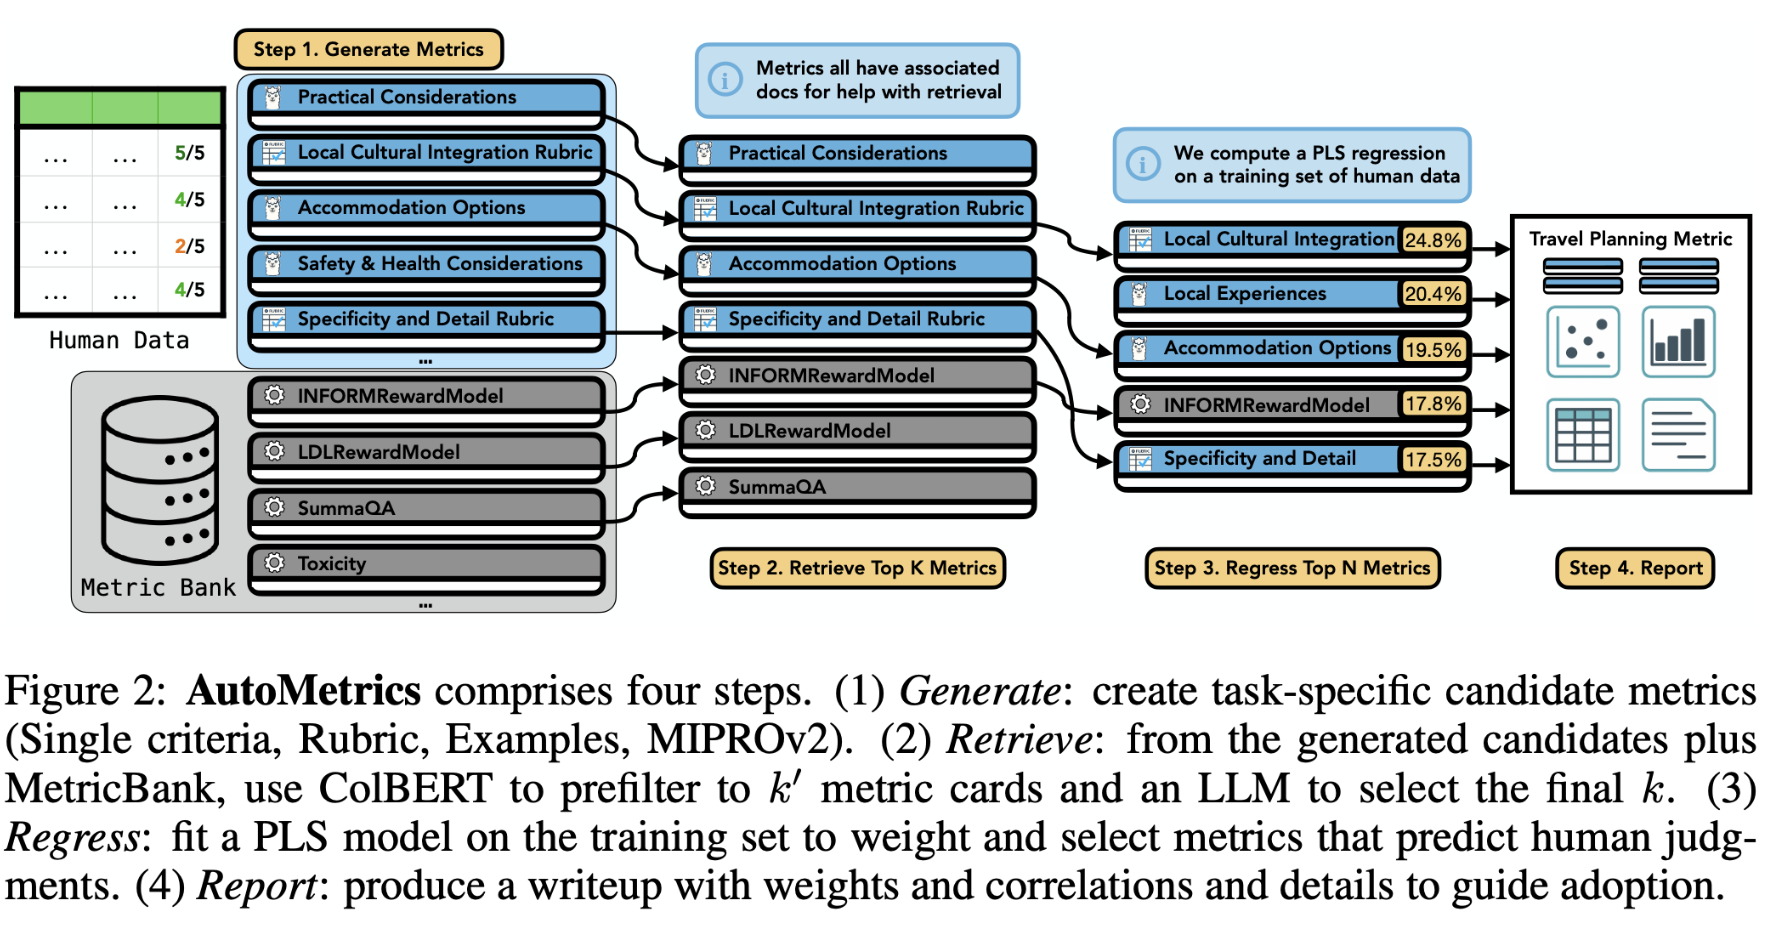 Step 1. Generate Metrics
... ... 5/5
... ... 4/5
... ... 2/5
... ... 4/5
Human Data
Practical Considerations
Local Cultural Integration Rubric
Accommodation Options
Safety & Health Considerations
Specificity and Detail Rubric
...
Metric Bank
INFORMRewardModel
LDLRewardModel
SummaQA
Toxicity
...
Metrics all have associated
docs for help with retrieval
Practical Considerations
Local Cultural Integration Rubric
Accommodation Options
Specificity and Detail Rubric
INFORMRewardModel
LDLRewardModel
SummaQA
Step 2. Retrieve Top K Metrics
We compute a PLS regression
on a training set of human data
Local Cultural Integration 24.8%
Local Experiences 20.4%
Accommodation Options 19.5%
INFORMRewardModel 17.8%
Specificity and Detail 17.5%
Step 3. Regress Top N Metrics
Travel Planning Metric
Step 4. Report
Figure 2: AutoMetrics comprises four steps. (1) Generate: create task-specific candidate metrics
(Single criteria, Rubric, Examples, MIPROv2). (2) Retrieve: from the generated candidates plus
MetricBank, use ColBERT to prefilter to k′ metric cards and an LLM to select the final k. (3)
Regress: fit a PLS model on the training set to weight and select metrics that predict human judg-
ments. (4) Report: produce a writeup with weights and correlations and details to guide adoption.